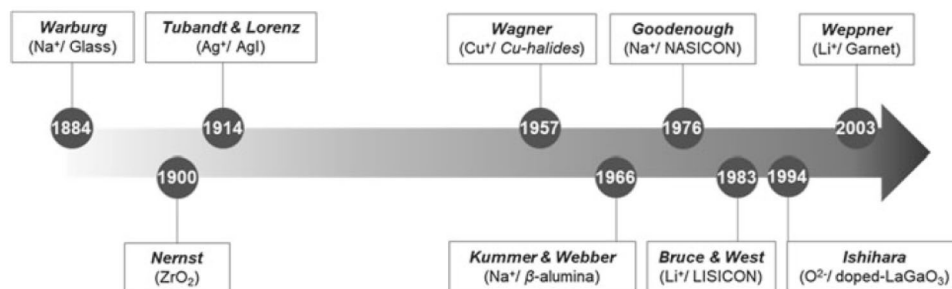 Warburg
(Na⁺/ Glass)
Tubandt & Lorenz
(Ag⁺/ AgI)
Wagner
(Cu⁺/ Cu-halides)
Goodenough
(Na⁺/ NASICON)
Weppner
(Li⁺/ Garnet)
1884
1914
1957
1976
2003
1900
1966
1983
1994
Nernst
(ZrO₂)
Kummer & Webber
(Na⁺/ β-alumina)
Bruce & West
(Li⁺/ LISICON)
Ishihara
(O²⁻/ doped-LaGaO₃)